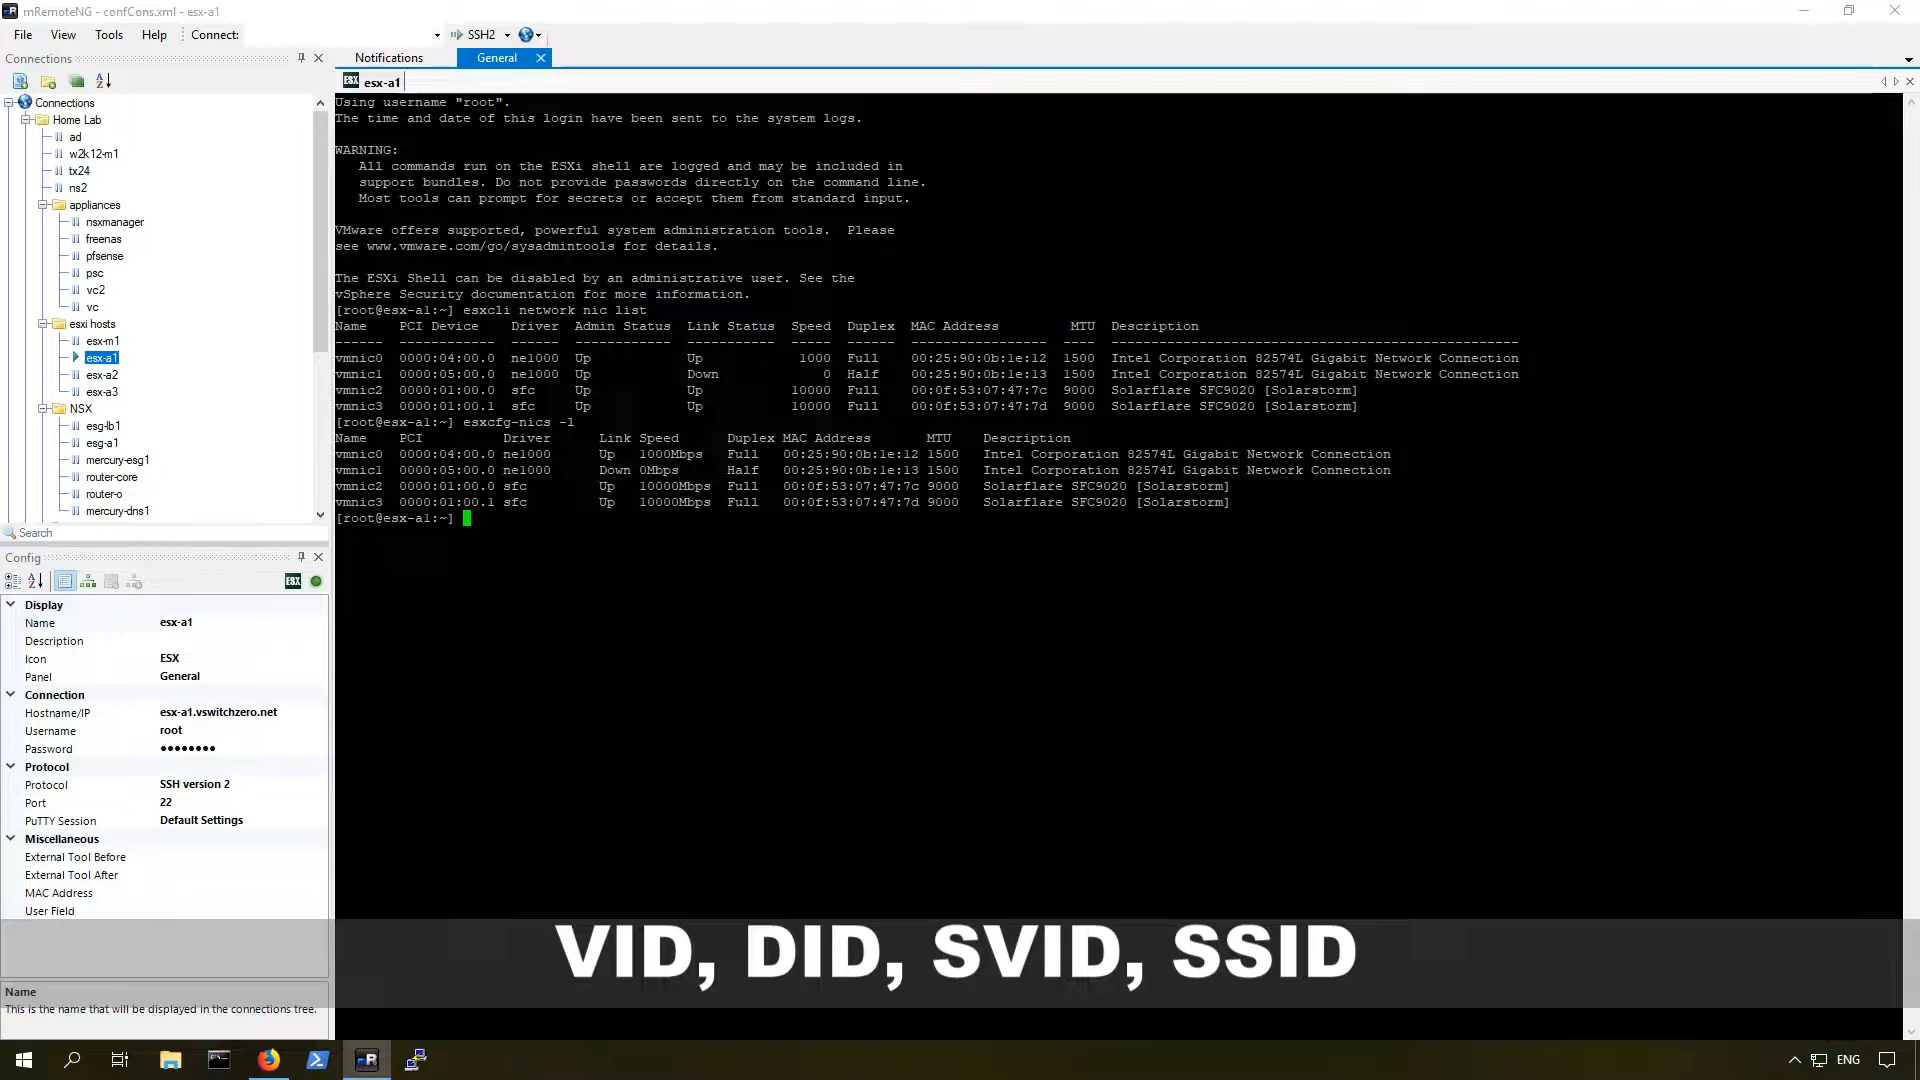 mRemoteNG - confCons.xml - esx-a1
File View Tools Help Connect: SSH2
Connections
Notifications General
esx-a1
Connections
Home Lab
ad
w2k12-m1
tx24
ns2
appliances
nsxmanager
freenas
pfsense
psc
vc2
vc
esxi hosts
esx-m1
esx-a1
esx-a2
esx-a3
NSX
esg-lb1
esg-a1
mercury-esg1
router-core
router-o
mercury-dns1
Search
Config
ESX
Display
Name esx-a1
Description
Icon ESX
Panel General
Connection
Hostname/IP esx-a1.vswitchzero.net
Username root
Password ●●●●●●●●
Protocol
Protocol SSH version 2
Port 22
PuTTY Session Default Settings
Miscellaneous
External Tool Before
External Tool After
MAC Address
User Field
Name
This is the name that will be displayed in the connections tree.
Using username "root".
The time and date of this login have been sent to the system logs.
WARNING:
All commands run on the ESXi shell are logged and may be included in
support bundles. Do not provide passwords directly on the command line.
Most tools can prompt for secrets or accept them from standard input.
VMware offers supported, powerful system administration tools. Please
see www.vmware.com/go/sysadmintools for details.
The ESXi Shell can be disabled by an administrative user. See the
vSphere Security documentation for more information.
[root@esx-a1:~] esxcli network nic list
Name PCI Device Driver Admin Status Link Status Speed Duplex MAC Address MTU Description
vmnic0 0000:04:00.0 ne1000 Up Up 1000 Full 00:25:90:0b:1e:12 1500 Intel Corporation 82574L Gigabit Network Connection
vmnic1 0000:05:00.0 ne1000 Up Down 0 Half 00:25:90:0b:1e:13 1500 Intel Corporation 82574L Gigabit Network Connection
vmnic2 0000:01:00.0 sfc Up Up 10000 Full 00:0f:53:07:47:7c 9000 Solarflare SFC9020 [Solarstorm]
vmnic3 0000:01:00.1 sfc Up Up 10000 Full 00:0f:53:07:47:7d 9000 Solarflare SFC9020 [Solarstorm]
[root@esx-a1:~] esxcfg-nics -l
Name PCI Driver Link Speed Duplex MAC Address MTU Description
vmnic0 0000:04:00.0 ne1000 Up 1000Mbps Full 00:25:90:0b:1e:12 1500 Intel Corporation 82574L Gigabit Network Connection
vmnic1 0000:05:00.0 ne1000 Down 0Mbps Half 00:25:90:0b:1e:13 1500 Intel Corporation 82574L Gigabit Network Connection
vmnic2 0000:01:00.0 sfc Up 10000Mbps Full 00:0f:53:07:47:7c 9000 Solarflare SFC9020 [Solarstorm]
vmnic3 0000:01:00.1 sfc Up 10000Mbps Full 00:0f:53:07:47:7d 9000 Solarflare SFC9020 [Solarstorm]
[root@esx-a1:~]
VID, DID, SVID, SSID
ENG